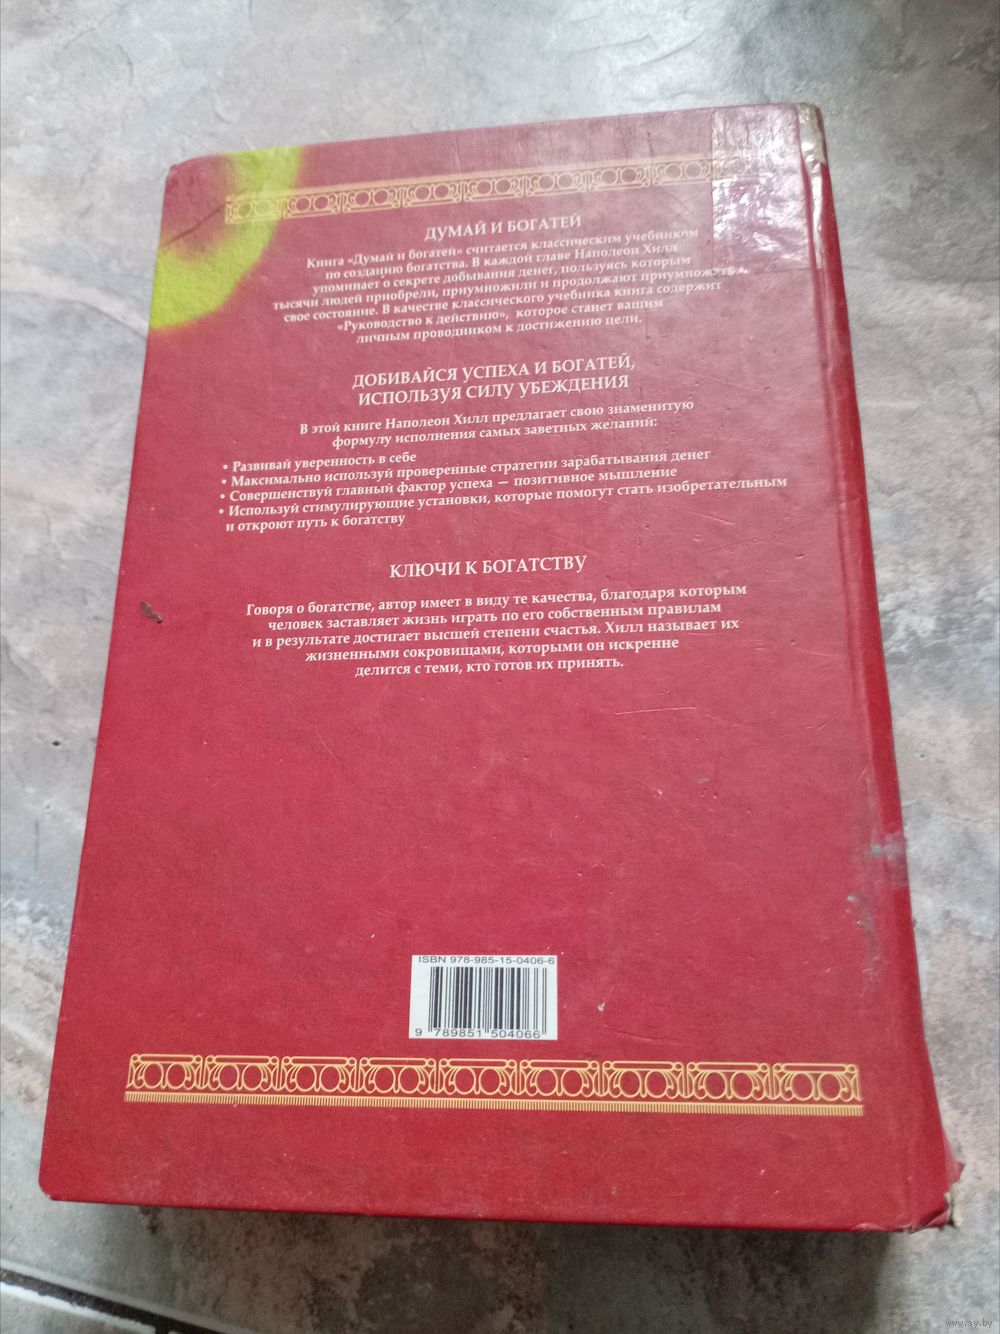 ДУМАЙ И БОГАТЕЙ
Книга «Думай и богатей» считается классическим учебником
по созданию богатства. В каждой главе Наполеон Хилл
упоминает о секрете добывания денег, пользуясь которым
тысячи людей приобрели, приумножили и продолжают приумножать
свое состояние. В качестве классического учебника книга содержит
«Руководство к действию», которое станет вашим
личным проводником к достижению цели.
ДОБИВАЙСЯ УСПЕХА И БОГАТЕЙ,
ИСПОЛЬЗУЯ СИЛУ УБЕЖДЕНИЯ
В этой книге Наполеон Хилл предлагает свою знаменитую
формулу исполнения самых заветных желаний:
• Развивай уверенность в себе
• Максимально используй проверенные стратегии зарабатывания денег
• Совершенствуй главный фактор успеха — позитивное мышление
• Используй стимулирующие установки, которые помогут стать изобретательным
и откроют путь к богатству
КЛЮЧИ К БОГАТСТВУ
Говоря о богатстве, автор имеет в виду те качества, благодаря которым
человек заставляет жизнь играть по его собственным правилам
и в результате достигает высшей степени счастья. Хилл называет их
жизненными сокровищами, которыми он искренне
делится с теми, кто готов их принять.
ISBN 978-985-15-0406-6
9 789851 504066
www.ay.by